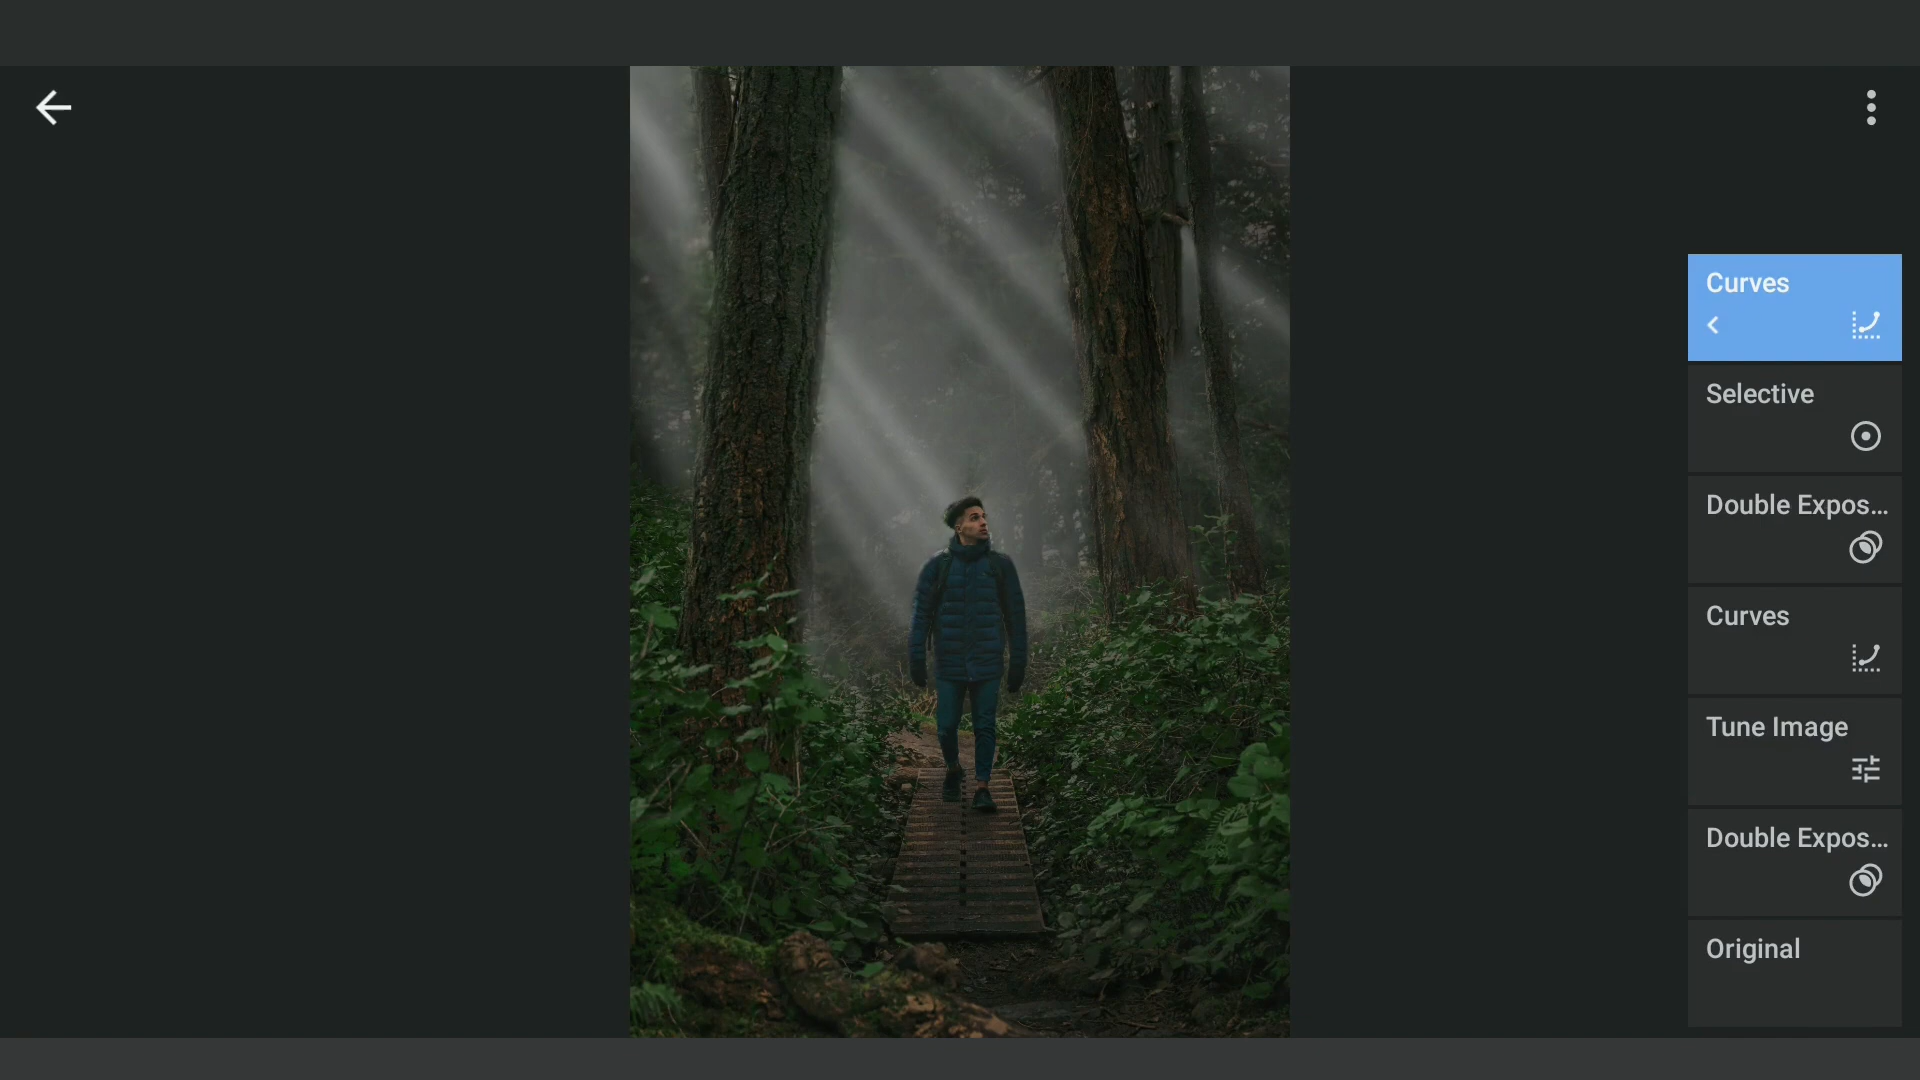 Curves
Selective
Double Expos...
Curves
Tune Image
Double Expos...
Original